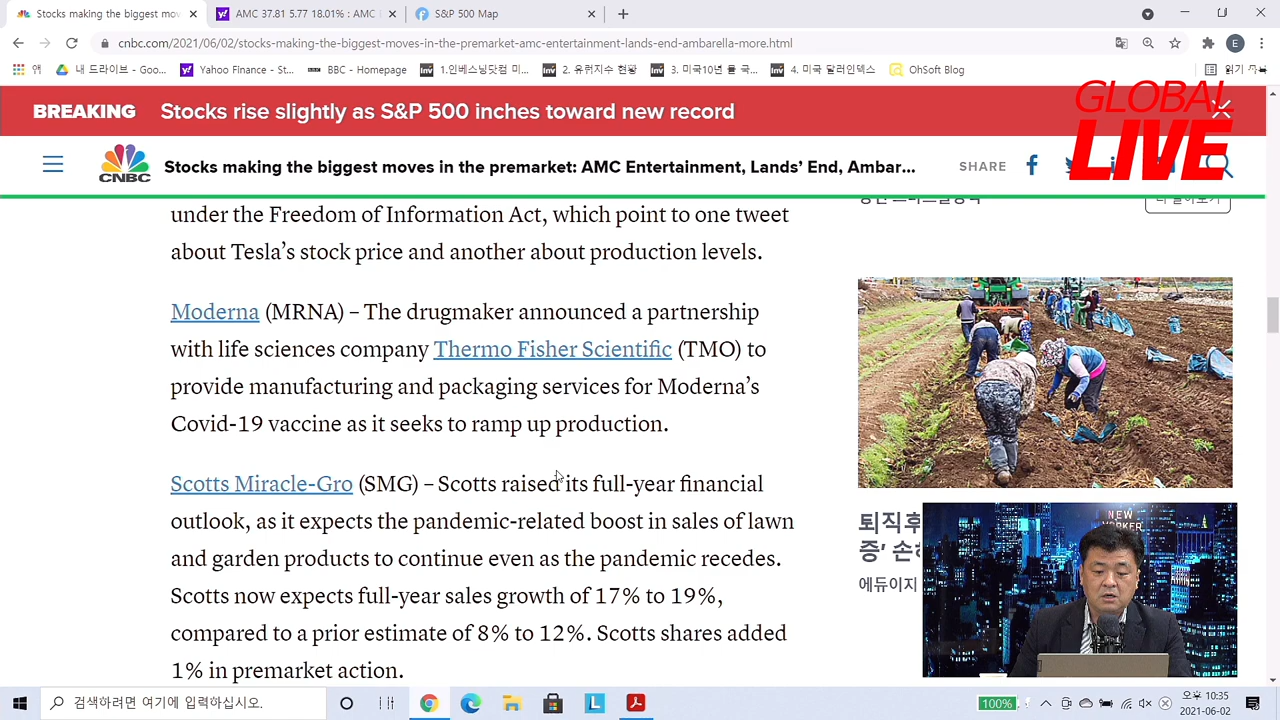 Stocks making the biggest mov
AMC 37.81 5.77 18.01% : AMC
S&P 500 Map
cnbc.com/2021/06/02/stocks-making-the-biggest-moves-in-the-premarket-amc-entertainment-lands-end-ambarella-more.html
앱
내 드라이브 - Goo...
Yahoo Finance - St...
BBC - Homepage
1.인베스팅닷컴 미...
2. 유럽지수 현황
3. 미국10년 물 국...
4. 미국 달러인덱스
OhSoft Blog
읽기
BREAKING Stocks rise slightly as S&P 500 inches toward new record
GLOBAL
LIVE
CNBC
Stocks making the biggest moves in the premarket: AMC Entertainment, Lands’ End, Ambar...
SHARE
under the Freedom of Information Act, which point to one tweet
about Tesla’s stock price and another about production levels.
Moderna (MRNA) – The drugmaker announced a partnership
with life sciences company Thermo Fisher Scientific (TMO) to
provide manufacturing and packaging services for Moderna’s
Covid-19 vaccine as it seeks to ramp up production.
Scotts Miracle-Gro (SMG) – Scotts raised its full-year financial
outlook, as it expects the pandemic-related boost in sales of lawn
and garden products to continue even as the pandemic recedes.
Scotts now expects full-year sales growth of 17% to 19%,
compared to a prior estimate of 8% to 12%. Scotts shares added
1% in premarket action.
퇴직후
증’ 손
에듀이지
NEW
YORKER
검색하려면 여기에 입력하십시오.
100%
오후 10:35
2021-06-02